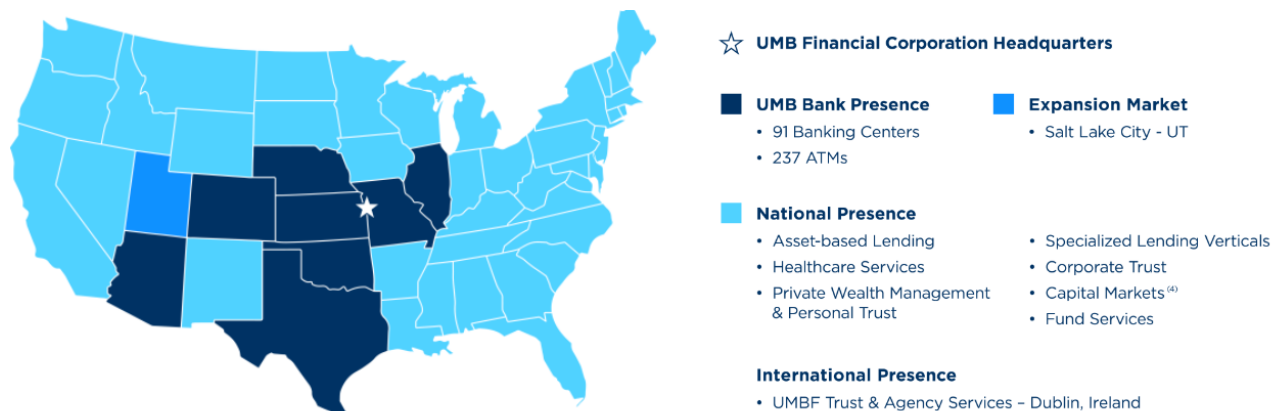 UMB Financial Corporation Headquarters
UMB Bank Presence
• 91 Banking Centers
• 237 ATMs
Expansion Market
• Salt Lake City - UT
National Presence
• Asset-based Lending
• Healthcare Services
• Private Wealth Management
& Personal Trust
• Specialized Lending Verticals
• Corporate Trust
• Capital Markets (4)
• Fund Services
International Presence
• UMBF Trust & Agency Services – Dublin, Ireland